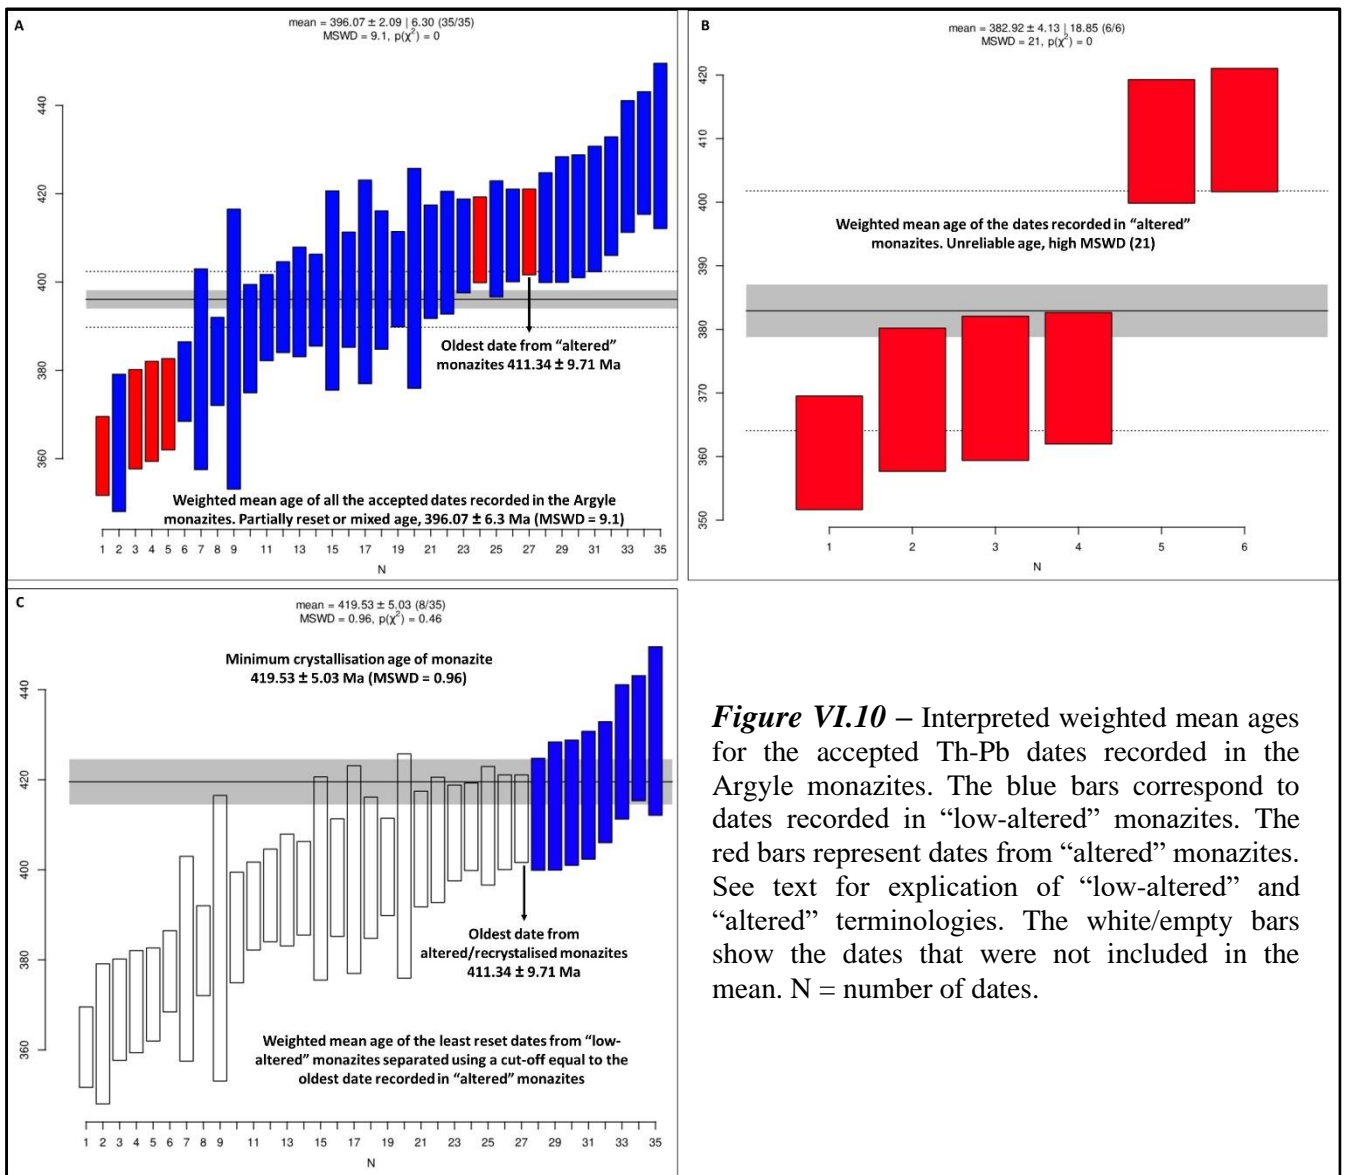 A
mean = 396.07 ± 2.09 | 6.30 (35/35)
MSWD = 9.1, p(χ²) = 0
440
420
400
380
360
Oldest date from “altered”
monazites 411.34 ± 9.71 Ma
Weighted mean age of all the accepted dates recorded in the Argyle
monazites. Partially reset or mixed age, 396.07 ± 6.3 Ma (MSWD = 9.1)
1 2 3 4 5 6 7 8 9 11 13 15 17 19 21 23 25 27 29 31 33 35
N
B
mean = 382.92 ± 4.13 | 18.85 (6/6)
MSWD = 21, p(χ²) = 0
420
410
400
390
380
370
360
350
Weighted mean age of the dates recorded in “altered”
monazites. Unreliable age, high MSWD (21)
1 2 3 4 5 6
N
C
mean = 419.53 ± 5.03 (8/35)
MSWD = 0.96, p(χ²) = 0.46
Minimum crystallisation age of monazite
419.53 ± 5.03 Ma (MSWD = 0.96)
440
420
400
380
360
Oldest date from
altered/recrystalised monazites
411.34 ± 9.71 Ma
Weighted mean age of the least reset dates from “low-
altered” monazites separated using a cut-off equal to the
oldest date recorded in “altered” monazites
1 2 3 4 5 6 7 8 9 11 13 15 17 19 21 23 25 27 29 31 33 35
N
Figure VI.10 – Interpreted weighted mean ages
for the accepted Th-Pb dates recorded in the
Argyle monazites. The blue bars correspond to
dates recorded in “low-altered” monazites. The
red bars represent dates from “altered” monazites.
See text for explication of “low-altered” and
“altered” terminologies. The white/empty bars
show the dates that were not included in the
mean. N = number of dates.